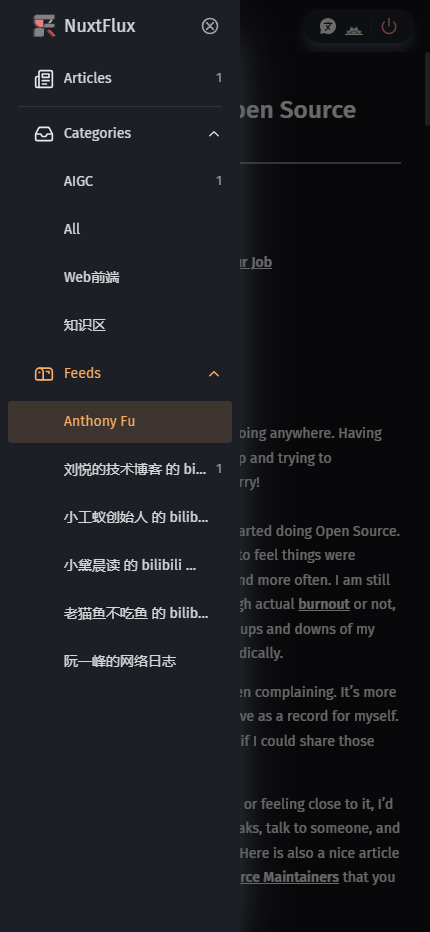 NuxtFlux
Articles 1
Categories
AIGC 1
All
Web前端
知识区
Feeds
Anthony Fu
刘悦的技术博客 的 bi... 1
小工蚁创始人 的 bilib...
小黛晨读 的 bilibili ...
老猫鱼不吃鱼 的 bilib...
阮一峰的网络日志
pen Source
ur Job
oing anywhere. Having
p and trying to
rry!
arted doing Open Source.
to feel things were
nd more often. I am still
gh actual burnout or not,
ups and downs of my
dically.
en complaining. It’s more
ve as a record for myself.
if I could share those
or feeling close to it, I’d
aks, talk to someone, and
Here is also a nice article
rce Maintainers that you